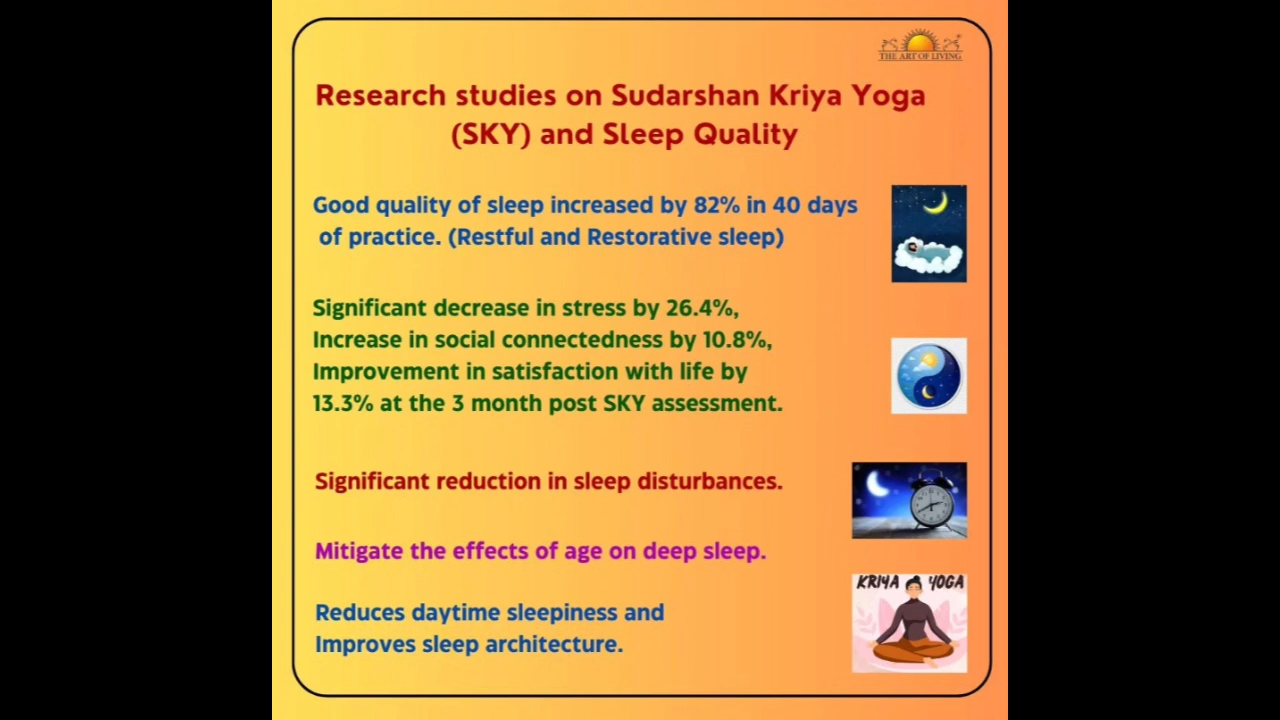 THE ART OF LIVING
Research studies on Sudarshan Kriya Yoga
(SKY) and Sleep Quality
Good quality of sleep increased by 82% in 40 days
of practice. (Restful and Restorative sleep)
Significant decrease in stress by 26.4%,
Increase in social connectedness by 10.8%,
Improvement in satisfaction with life by
13.3% at the 3 month post SKY assessment.
Significant reduction in sleep disturbances.
Mitigate the effects of age on deep sleep.
KRIYA YOGA
Reduces daytime sleepiness and
Improves sleep architecture.